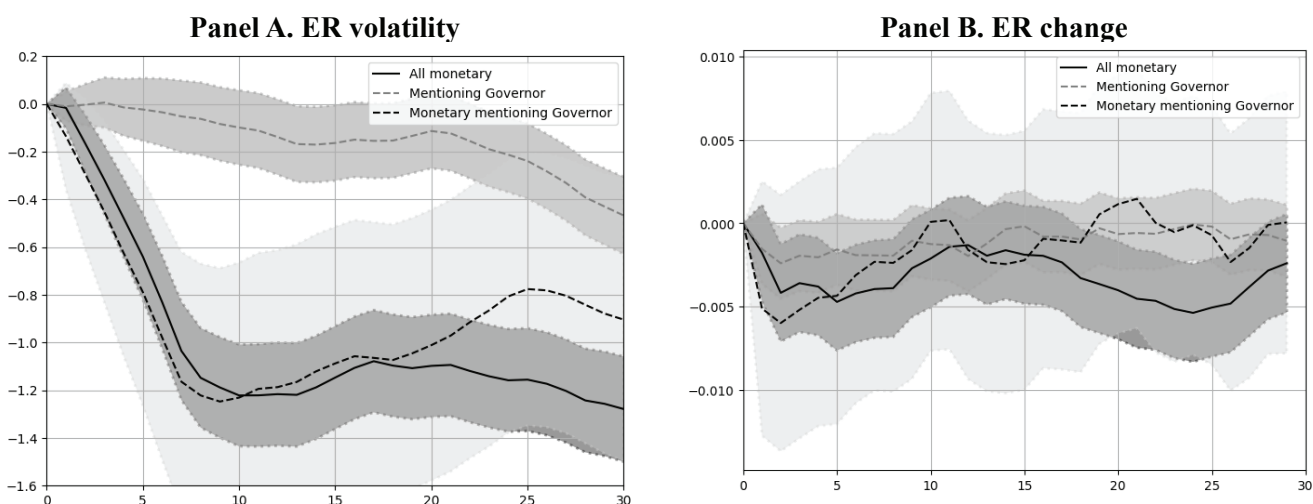 Panel A. ER volatility
0.2
0.0
−0.2
−0.4
−0.6
−0.8
−1.0
−1.2
−1.4
−1.6
0 5 10 15 20 25 30
All monetary
Mentioning Governor
Monetary mentioning Governor
Panel B. ER change
0.010
0.005
0.000
−0.005
−0.010
0 5 10 15 20 25 30
All monetary
Mentioning Governor
Monetary mentioning Governor